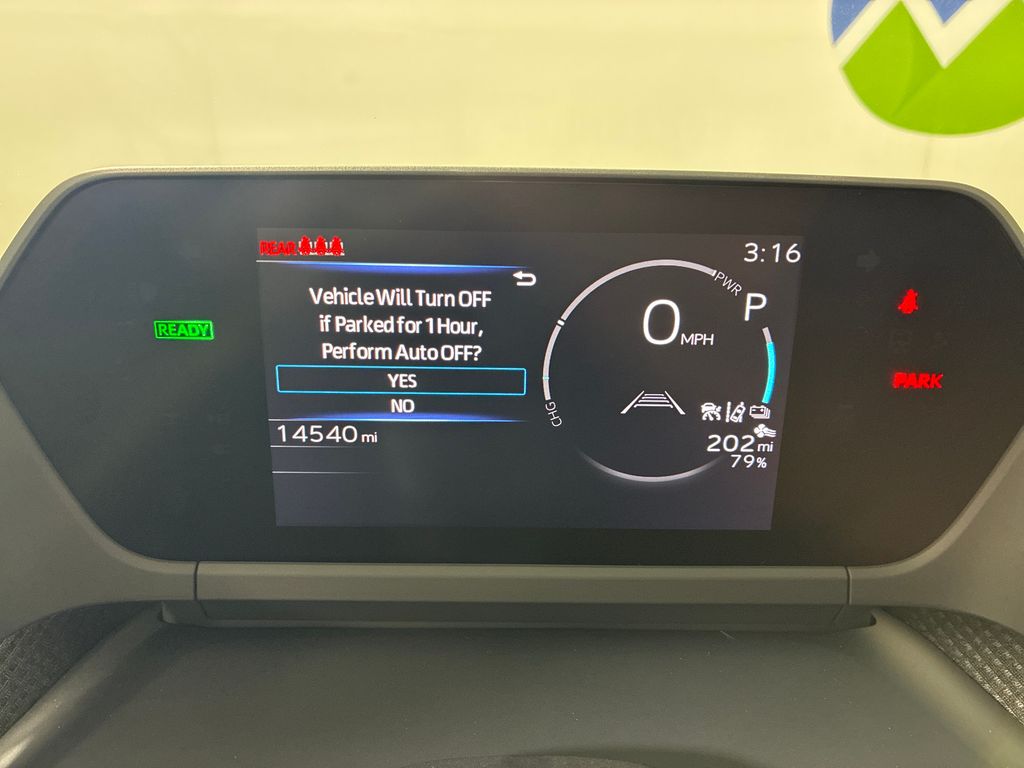 REAR
3:16
Vehicle Will Turn OFF
if Parked for 1 Hour,
Perform Auto OFF?
YES
NO
14540 mi
READY
PWR
P
0 MPH
CHG
202 mi
79%
PARK